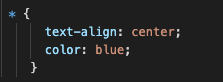 * {
text-align: center;
color: blue;
}